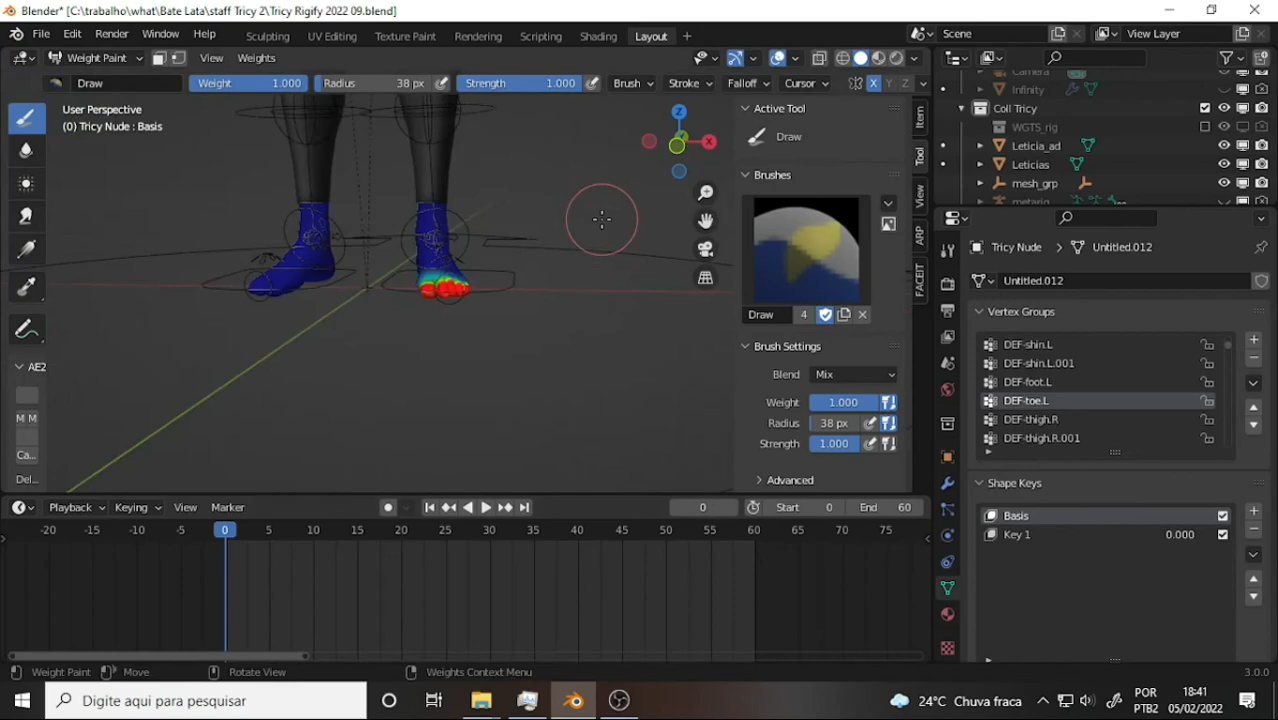 Blender* [C:\trabalho\what\Bate Lata\staff Tricy 2\Tricy Rigify 2022 09.blend]
File Edit Render Window Help Sculpting UV Editing Texture Paint Compositing Rendering Scripting Shading Layout + Scene View Layer
Weight Paint View Weights
Draw Weight 1.000 Radius 38 px Strength 1.000 Brush Stroke Falloff Cursor X Y Z
User Perspective
(0) Tricy Nude : Basis
Z
X
Active Tool
Draw
Brushes
Draw 4
Brush Settings
Blend Mix
Weight 1.000
Radius 38 px
Strength 1.000
Advanced
Item
Tool
View
ARP
FACEIT
AE2
M M
Ca...
Del...
Camera
Infinity
Coll Tricy
WGTS_rig
Leticia_ad
Leticias
mesh_grp
metarig
Tricy Nude Untitled.012
Untitled.012
Vertex Groups
DEF-shin.L
DEF-shin.L.001
DEF-foot.L
DEF-toe.L
DEF-thigh.R
DEF-thigh.R.001
Shape Keys
Basis
Key 1 0.000
Playback Keying View Marker 0 Start 0 End 60
-20 -15 -10 -5 0 5 10 15 20 25 30 35 40 45 50 55 60 65 70 75
Weight Paint Move Rotate View Weights Context Menu 3.0.0
Digite aqui para pesquisar
24°C Chuva fraca
POR
PTB2
18:41
05/02/2022